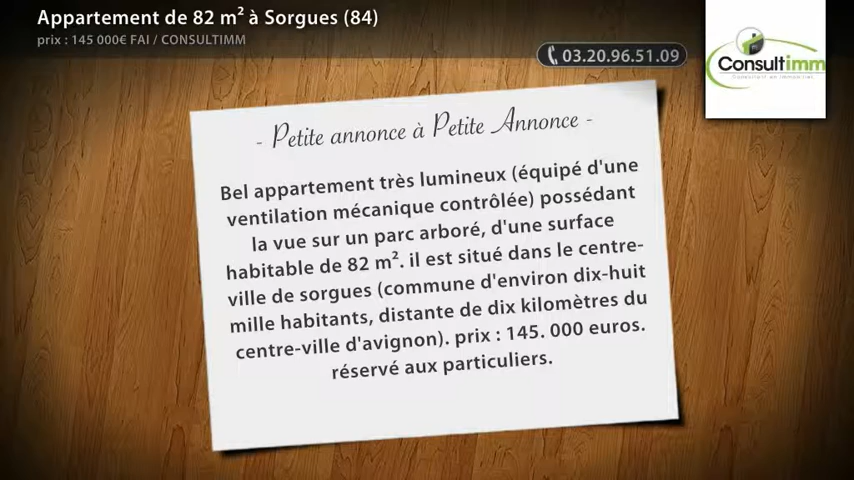 Appartement de 82 m² à Sorgues (84)
prix : 145 000€ FAI / CONSULTIMM
03.20.96.51.09
Consultimm
- Petite annonce à Petite Annonce -
Bel appartement très lumineux (équipé d'une
ventilation mécanique contrôlée) possédant
la vue sur un parc arboré, d'une surface
habitable de 82 m². il est situé dans le centre-
ville de sorgues (commune d'environ dix-huit
mille habitants, distante de dix kilomètres du
centre-ville d'avignon). prix : 145. 000 euros.
réservé aux particuliers.